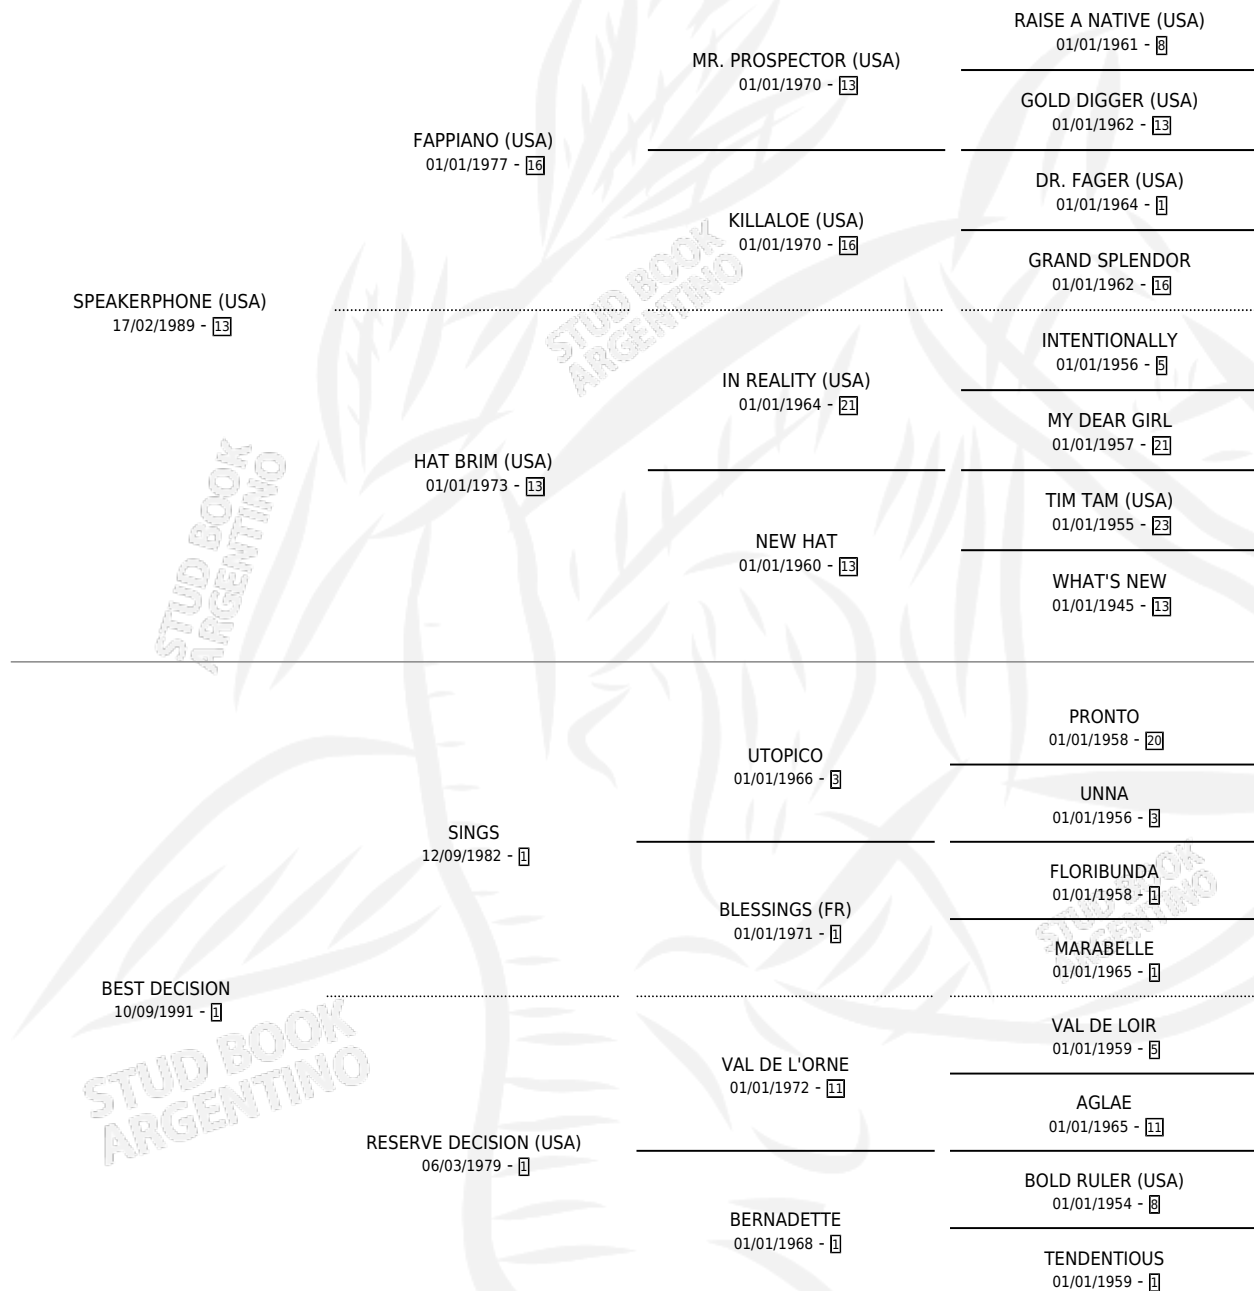 RAISE A NATIVE (USA)
01/01/1961 - 8
MR. PROSPECTOR (USA)
01/01/1970 - 13
GOLD DIGGER (USA)
01/01/1962 - 13
FAPPIANO (USA)
01/01/1977 - 16
DR. FAGER (USA)
01/01/1964 - 1
KILLALOE (USA)
01/01/1970 - 16
GRAND SPLENDOR
01/01/1962 - 16
SPEAKERPHONE (USA)
17/02/1989 - 13
STUD BOOK
ARGENTINO
INTENTIONALLY
01/01/1956 - 5
IN REALITY (USA)
01/01/1964 - 21
MY DEAR GIRL
01/01/1957 - 21
HAT BRIM (USA)
01/01/1973 - 13
TIM TAM (USA)
01/01/1955 - 23
NEW HAT
01/01/1960 - 13
WHAT'S NEW
01/01/1945 - 13
STUD BOOK
ARGENTINO
PRONTO
01/01/1958 - 20
UTOPICO
01/01/1966 - 3
UNNA
01/01/1956 - 3
SINGS
12/09/1982 - 1
FLORIBUNDA
01/01/1958 - 1
BLESSINGS (FR)
01/01/1971 - 1
STUD BOOK
ARGENTINO
MARABELLE
01/01/1965 - 1
BEST DECISION
10/09/1991 - 1
STUD BOOK
ARGENTINO
VAL DE LOIR
01/01/1959 - 5
VAL DE L'ORNE
01/01/1972 - 11
AGLAE
01/01/1965 - 11
RESERVE DECISION (USA)
06/03/1979 - 1
BOLD RULER (USA)
01/01/1954 - 8
BERNADETTE
01/01/1968 - 1
TENDENTIOUS
01/01/1959 - 1